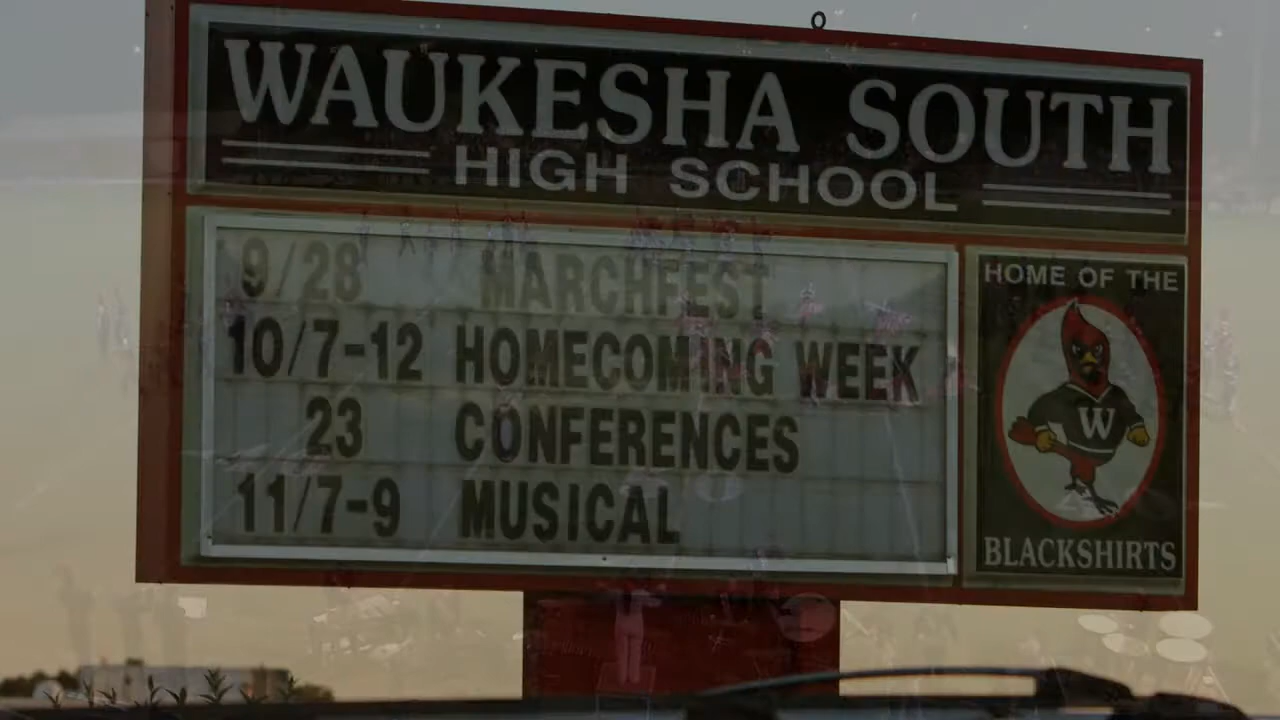 WAUKESHA SOUTH
HIGH SCHOOL
9/28 MARCHFEST
10/7-12 HOMECOMING WEEK
23 CONFERENCES
11/7-9 MUSICAL
HOME OF THE
W
BLACKSHIRTS